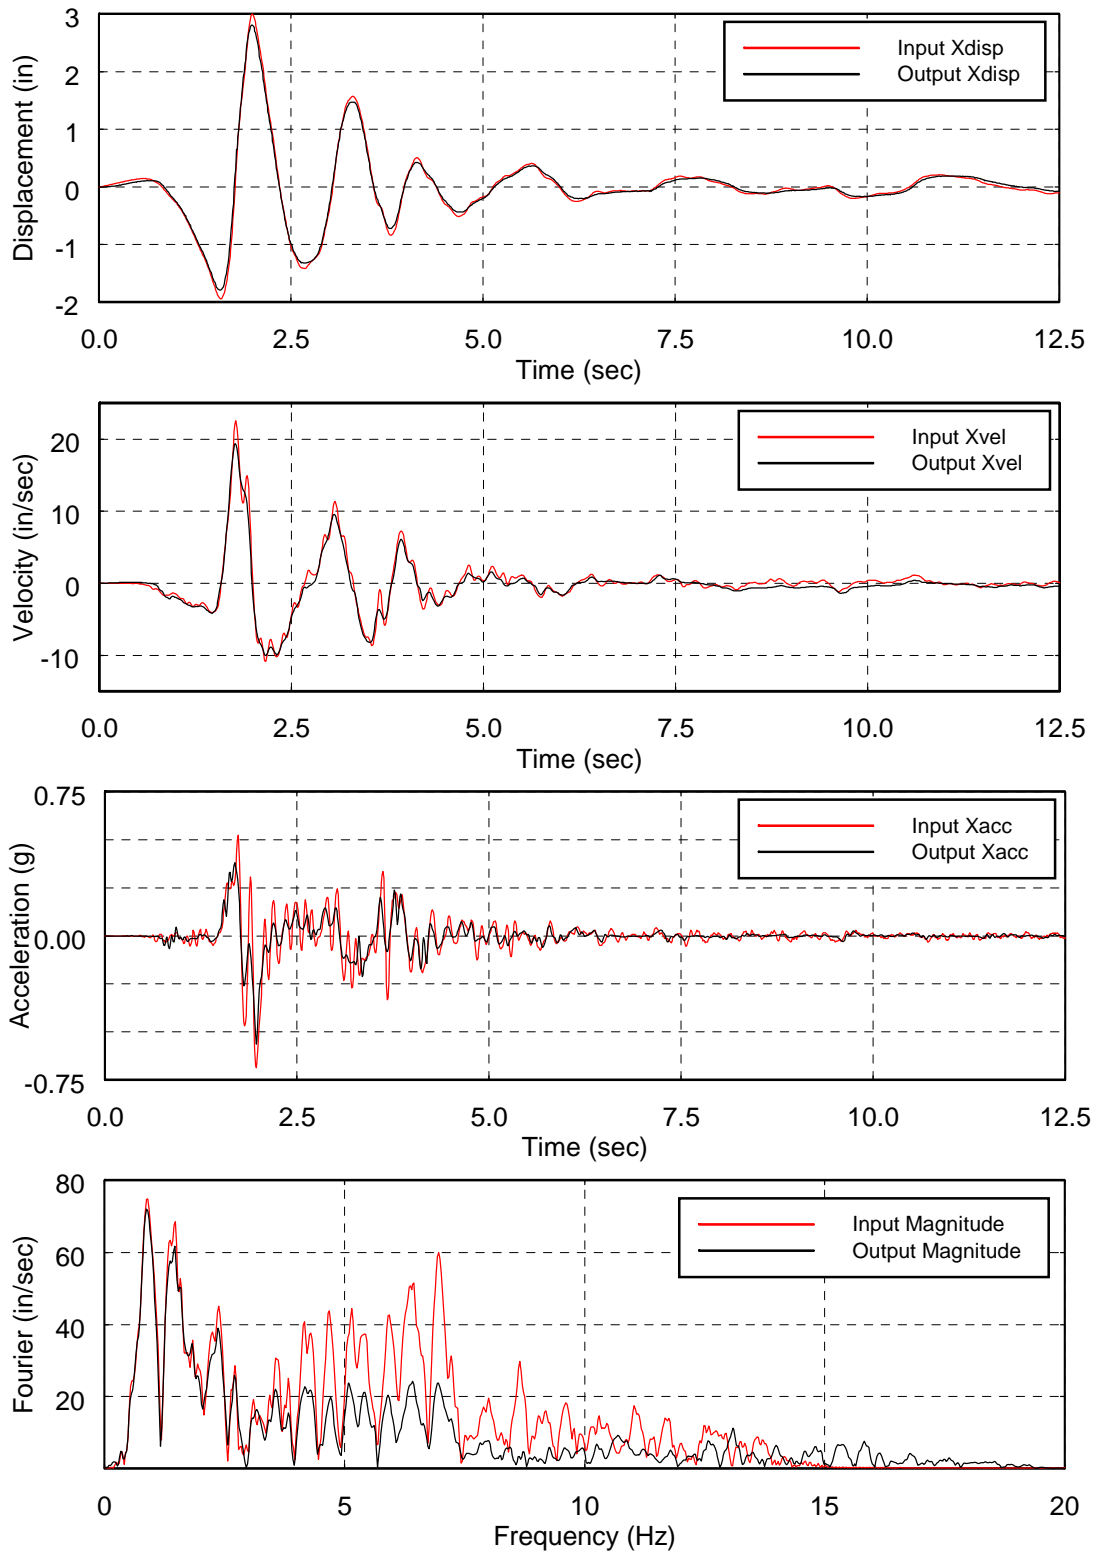 3
2
1
0
-1
-2
Displacement (in)
Input Xdisp
Output Xdisp
0.0 2.5 5.0 7.5 10.0 12.5
Time (sec)
20
10
0
-10
Velocity (in/sec)
Input Xvel
Output Xvel
0.0 2.5 5.0 7.5 10.0 12.5
Time (sec)
0.75
0.00
-0.75
Acceleration (g)
Input Xacc
Output Xacc
0.0 2.5 5.0 7.5 10.0 12.5
Time (sec)
80
60
40
20
Fourier (in/sec)
Input Magnitude
Output Magnitude
0 5 10 15 20
Frequency (Hz)